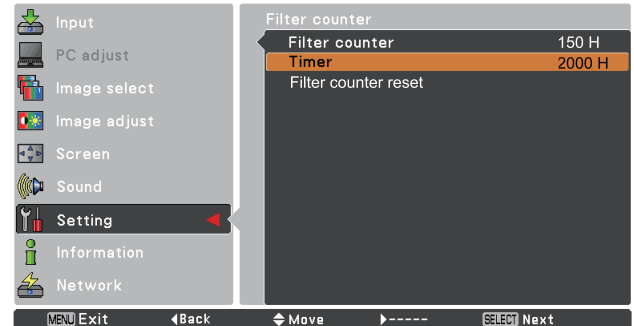 Input
PC adjust
Image select
Image adjust
Screen
Sound
Setting
Information
Network
Filter counter
Filter counter 150 H
Timer 2000 H
Filter counter reset
MENU Exit Back Move ----- SELECT Next